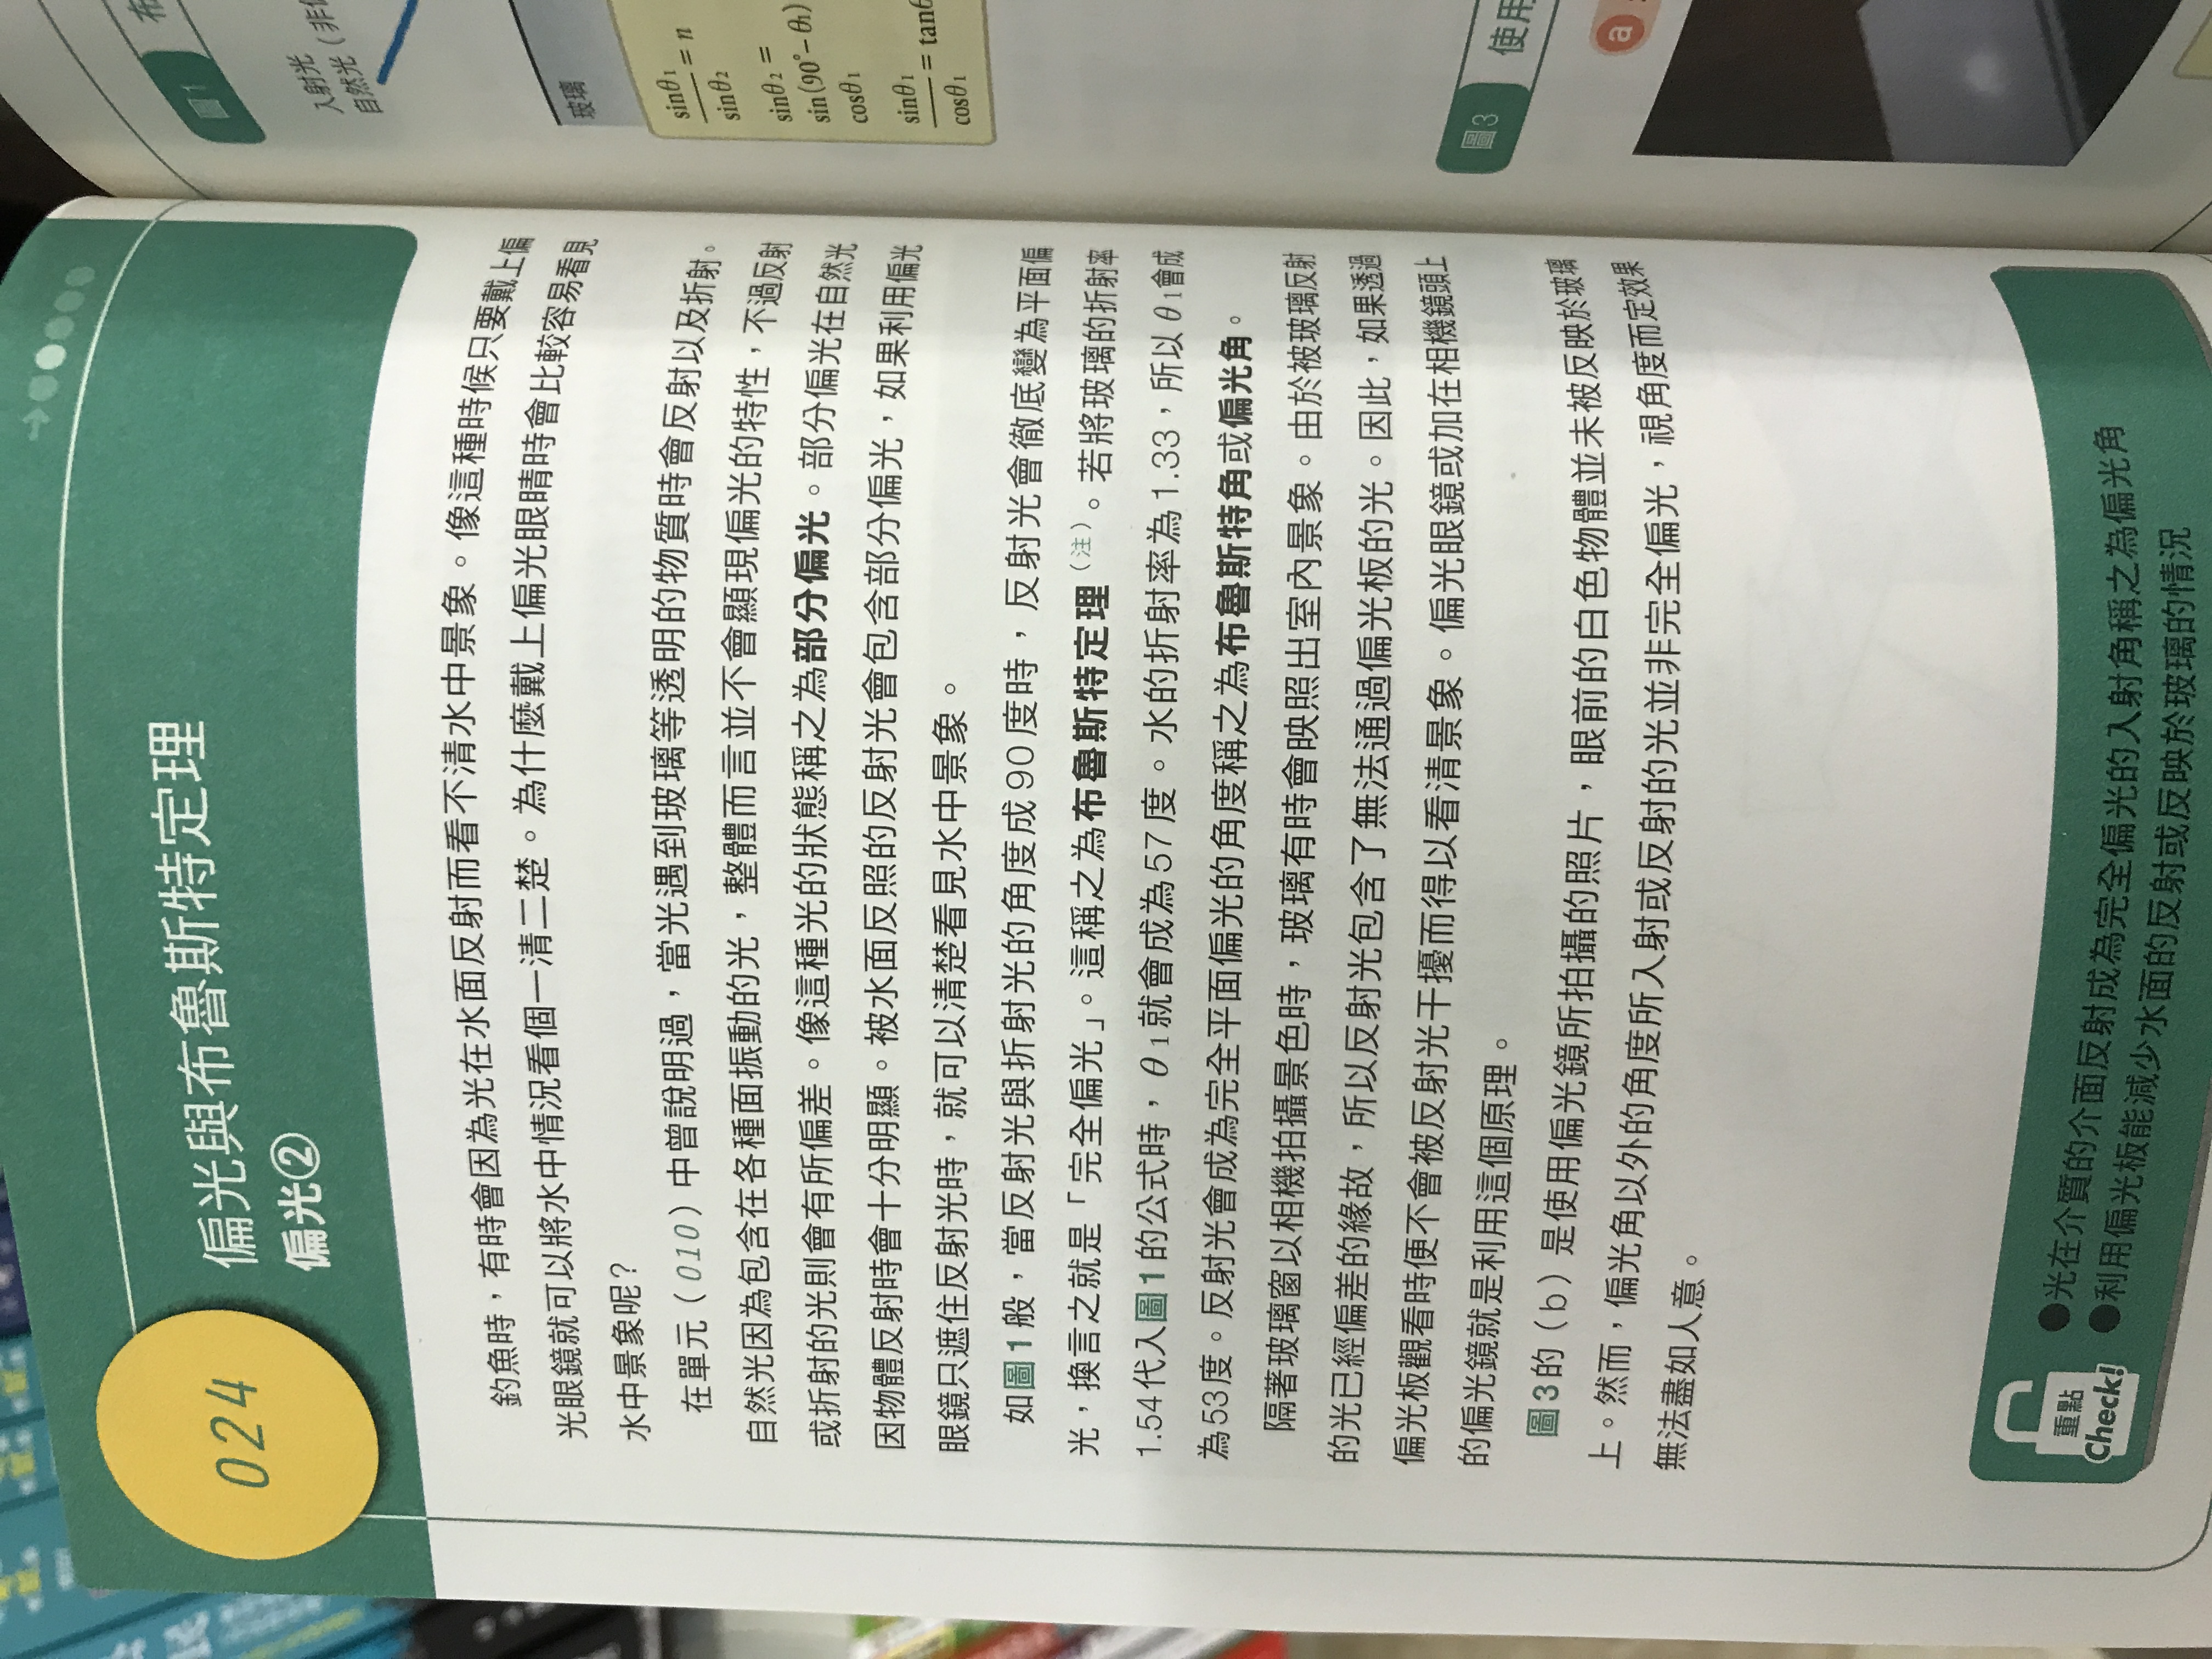 024
偏光與布魯斯特定理
偏光②
釣魚時，有時會因為光在水面反射而看不清水中景象。像這種時候只要戴上偏
光眼鏡就可以將水中情況看個一清二楚。為什麼戴上偏光眼睛時會比較容易看見
水中景象呢？
在單元（010）中曾說明過，當光遇到玻璃等透明的物質時會反射以及折射。
自然光因為包含在各種面振動的光，整體而言並不會顯現偏光的特性，不過反射
或折射的光則會有所偏差。像這種光的狀態稱之為部分偏光。部分偏光在自然光
因物體反射時會十分明顯。被水面反照的反射光會包含部分偏光，如果利用偏光
眼鏡只遮住反射光時，就可以清楚看見水中景象。
如圖1般，當反射光與折射光的角度成90度時，反射光會徹底變為平面偏
光，換言之就是「完全偏光」。這稱之為布魯斯特定理（注）。若將玻璃的折射率
1.54代入圖1的公式時，θ1就會成為57度。水的折射率為1.33，所以θ1會成
為53度。反射光會成為完全平面偏光的角度稱之為布魯斯特角或偏光角。
隔著玻璃窗以相機拍攝景色時，玻璃有時會映照出室內景象。由於被玻璃反射
的光已經偏差的緣故，所以反射光包含了無法通過偏光板的光。因此，如果透過
偏光板觀看時便不會被反射光干擾而得以看清景象。偏光眼鏡或加在相機鏡頭上
的偏光鏡就是利用這個原理。
圖3的（b）是使用偏光鏡所拍攝的照片，眼前的白色物體並未被反映於玻璃
上。然而，偏光角以外的角度所入射或反射的光並非完全偏光，視角度而定效果
無法盡如人意。
重點
Check!
●光在介質的介面反射成為完全偏光的入射角稱之為偏光角
●利用偏光板能減少水面的反射或反映於玻璃的情況
圖1
入射光
自然光
玻璃
sinθ1
= n
sinθ2
sinθ2 =
sin(90°−θ1)
cosθ1
sinθ1
= tanθ
cosθ1
圖3 使用
a